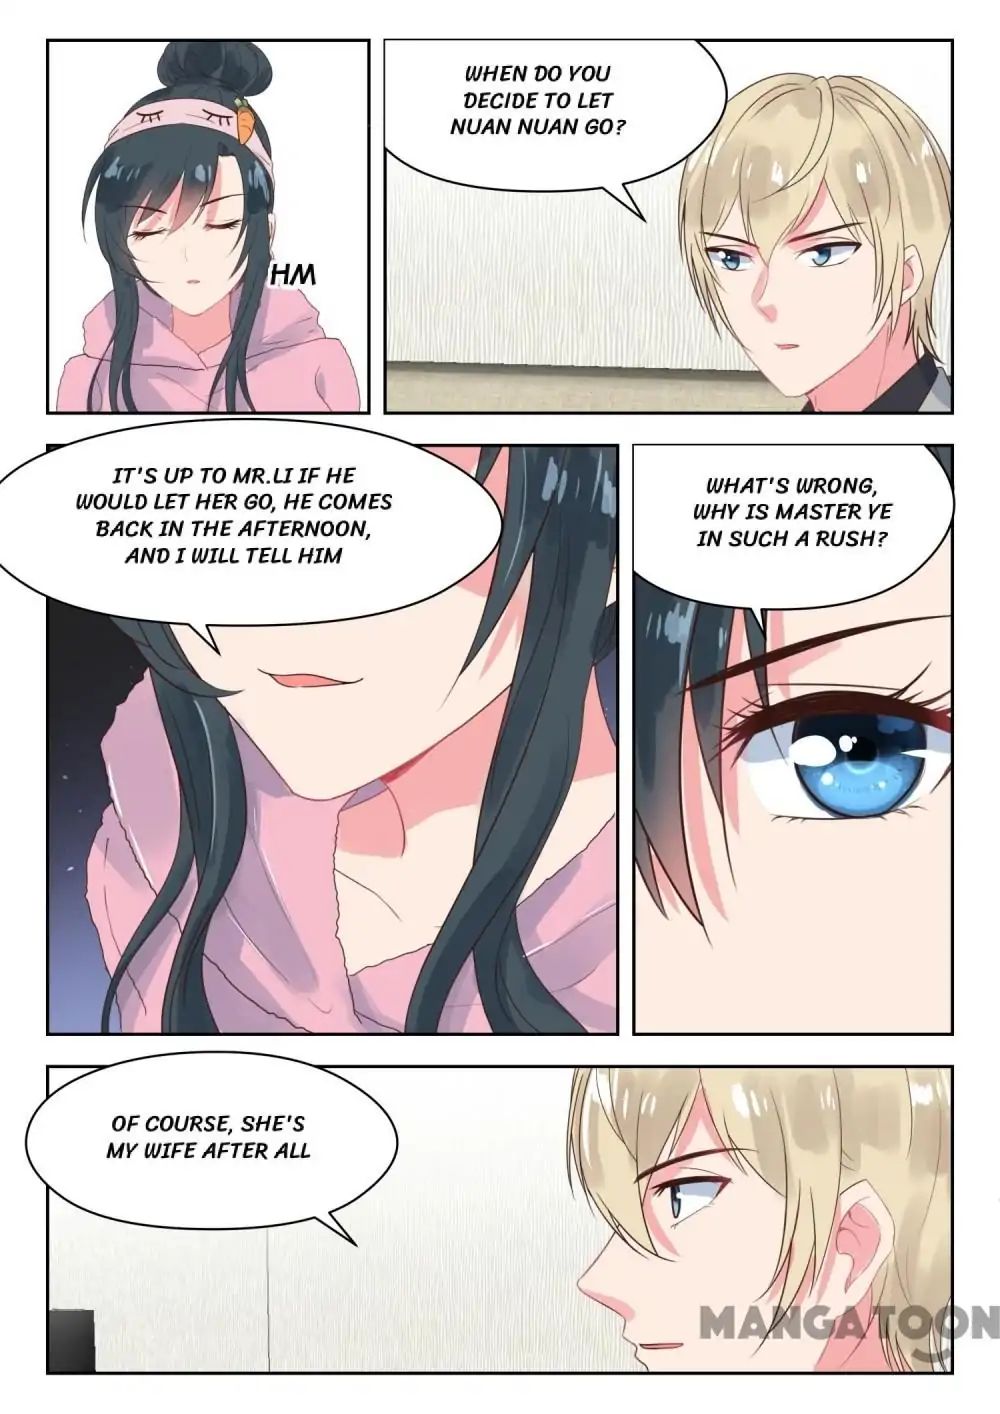 HM
WHEN DO YOU
DECIDE TO LET
NUAN NUAN GO?
IT'S UP TO MR.LI IF HE
WOULD LET HER GO, HE COMES
BACK IN THE AFTERNOON,
AND I WILL TELL HIM
WHAT'S WRONG,
WHY IS MASTER YE
IN SUCH A RUSH?
OF COURSE, SHE'S
MY WIFE AFTER ALL
MANGATOON